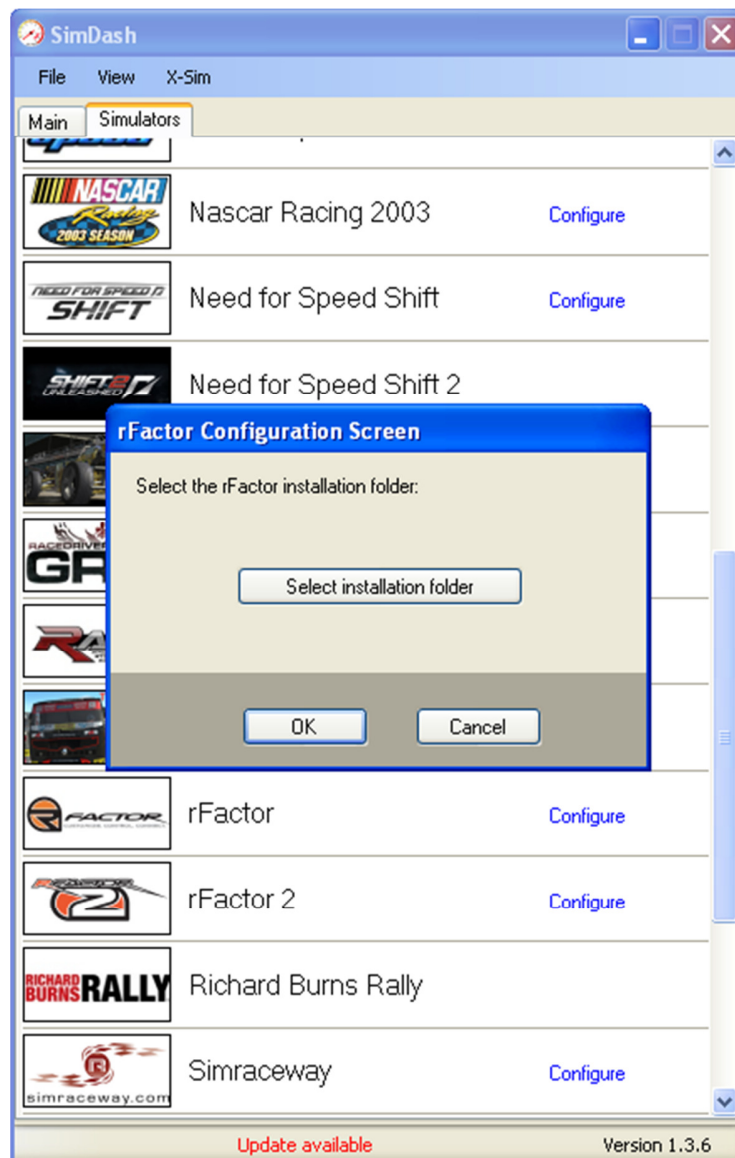 SimDash
File View X-Sim
Main Simulators
NASCAR
Racing
2003 SEASON
Nascar Racing 2003
Configure
NEED FOR SPEED
SHIFT
Need for Speed Shift
Configure
SHIFT 2
UNLEASHED
Need for Speed Shift 2
rFactor Configuration Screen
Select the rFactor installation folder:
Select installation folder
OK Cancel
RFACTOR
rFactor
Configure
RFACTOR
2
rFactor 2
Configure
RICHARD
BURNS RALLY
Richard Burns Rally
simraceway.com
Simraceway
Configure
Update available
Version 1.3.6